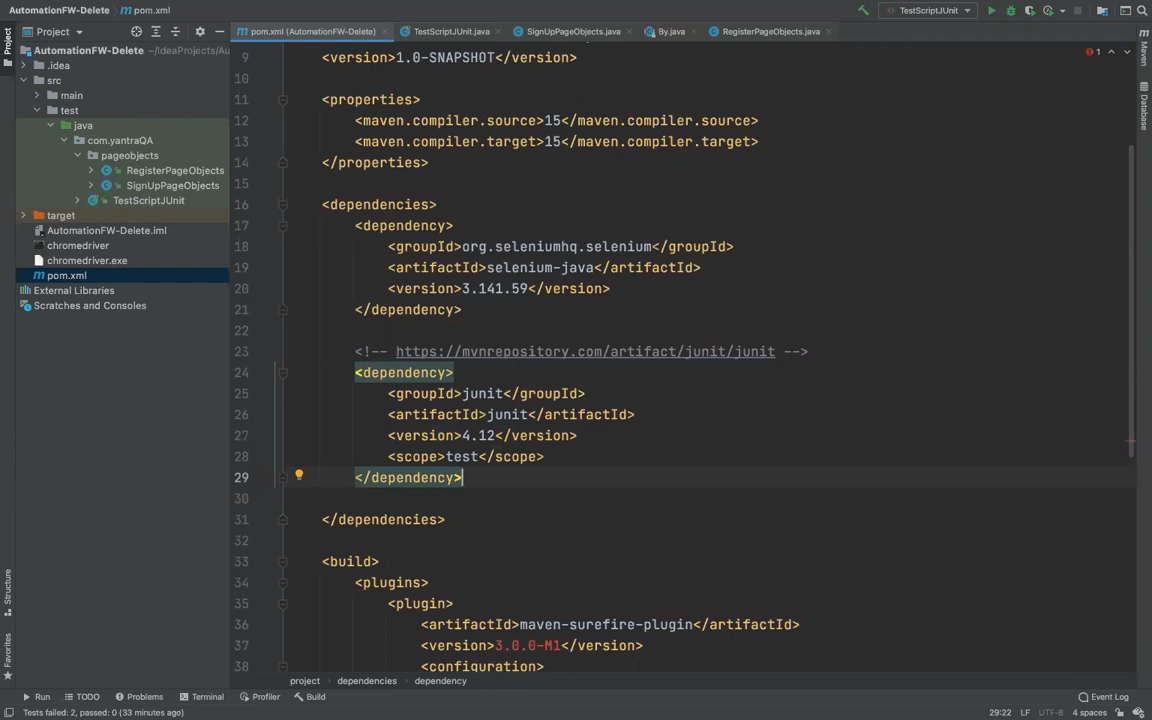 AutomationFW-Delete › pom.xml
TestScriptJUnit
Project
pom.xml (AutomationFW-Delete)
TestScriptJUnit.java
SignUpPageObjects.java
By.java
RegisterPageObjects.java
Project
Maven
Database
Structure
Favorites
AutomationFW-Delete ~/IdeaProjects/Au
.idea
src
main
test
java
com.yantraQA
pageobjects
RegisterPageObjects
SignUpPageObjects
TestScriptJUnit
target
AutomationFW-Delete.iml
chromedriver
chromedriver.exe
pom.xml
External Libraries
Scratches and Consoles
1
9 <version>1.0-SNAPSHOT</version>
10
11 <properties>
12 <maven.compiler.source>15</maven.compiler.source>
13 <maven.compiler.target>15</maven.compiler.target>
14 </properties>
15
16 <dependencies>
17 <dependency>
18 <groupId>org.seleniumhq.selenium</groupId>
19 <artifactId>selenium-java</artifactId>
20 <version>3.141.59</version>
21 </dependency>
22
23 <!-- https://mvnrepository.com/artifact/junit/junit -->
24 <dependency>
25 <groupId>junit</groupId>
26 <artifactId>junit</artifactId>
27 <version>4.12</version>
28 <scope>test</scope>
29 </dependency>
30
31 </dependencies>
32
33 <build>
34 <plugins>
35 <plugin>
36 <artifactId>maven-surefire-plugin</artifactId>
37 <version>3.0.0-M1</version>
38 <configuration>
project › dependencies › dependency
Run TODO Problems Terminal Profiler Build Event Log
Tests failed: 2, passed: 0 (33 minutes ago) 29:22 LF UTF-8 4 spaces